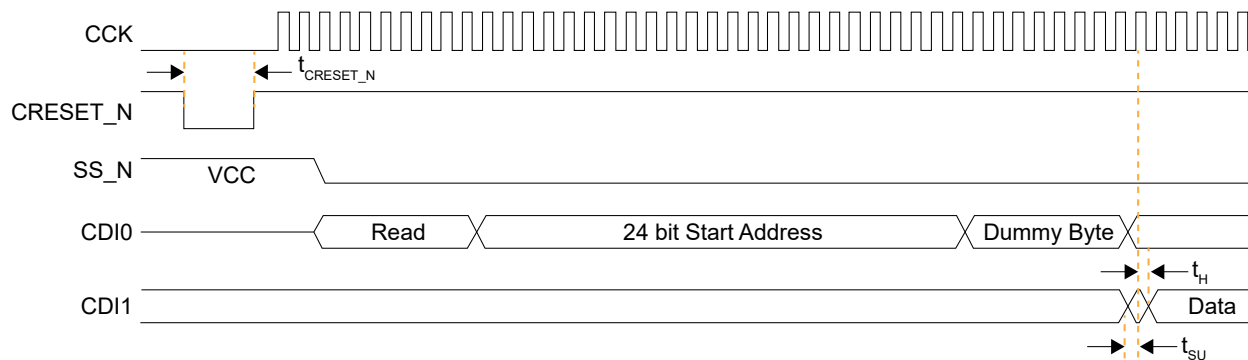 CCK
tCRESET_N
CRESET_N
SS_N VCC
CDI0 Read 24 bit Start Address Dummy Byte
tH
CDI1 Data
tSU